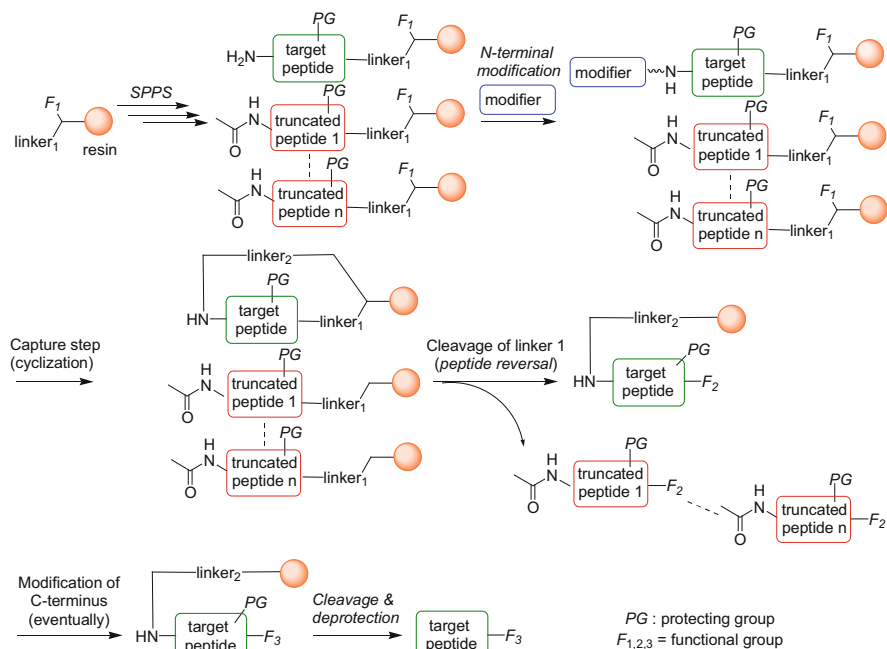 F1
linker1
resin
SPPS
PG
H2N
target
peptide
linker1
F1
H
N
O
PG
truncated
peptide 1
linker1
F1
H
N
O
PG
truncated
peptide n
linker1
F1
N-terminal
modification
modifier
modifier
N
H
PG
target
peptide
linker1
F1
H
N
O
PG
truncated
peptide 1
linker1
F1
H
N
O
PG
truncated
peptide n
linker1
F1
Capture step
(cyclization)
linker2
PG
HN
target
peptide
linker1
H
N
O
PG
truncated
peptide 1
linker1
H
N
O
PG
truncated
peptide n
linker1
Cleavage of linker 1
(peptide reversal)
linker2
PG
HN
target
peptide
F2
H
N
O
PG
truncated
peptide 1
F2
H
N
O
PG
truncated
peptide n
F2
Modification of
C-terminus
(eventually)
linker2
PG
HN
target
peptide
F3
Cleavage &
deprotection
target
peptide
F3
PG : protecting group
F1,2,3 = functional group